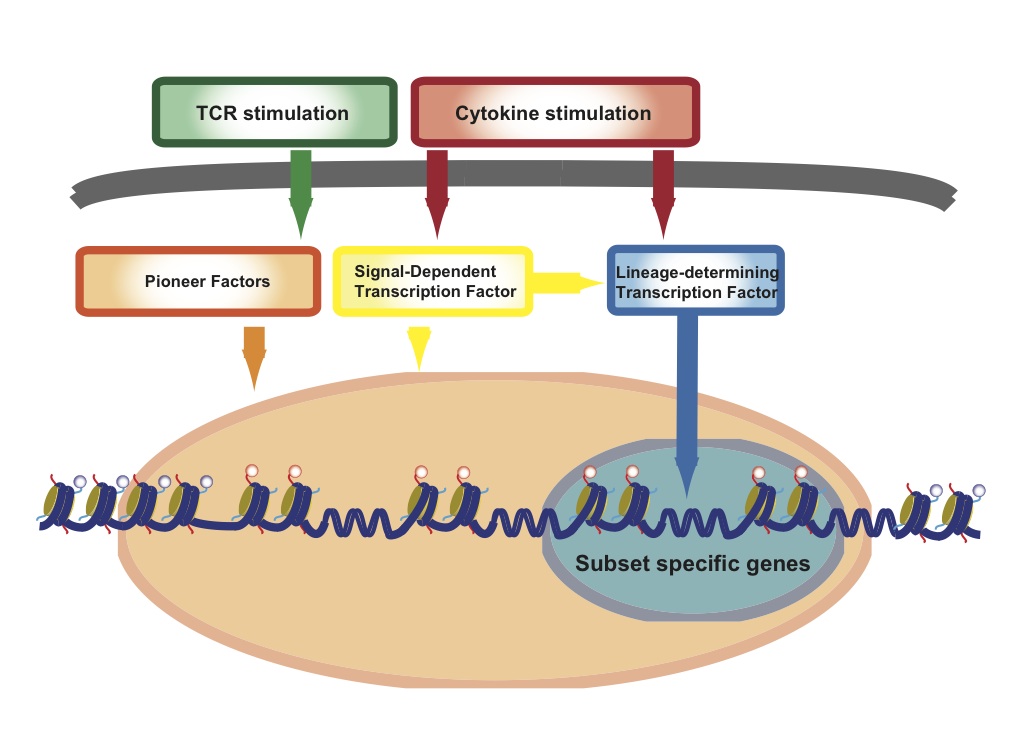 TCR stimulation
Cytokine stimulation
Pioneer Factors
Signal-Dependent
Transcription Factor
Lineage-determining
Transcription Factor
Subset specific genes